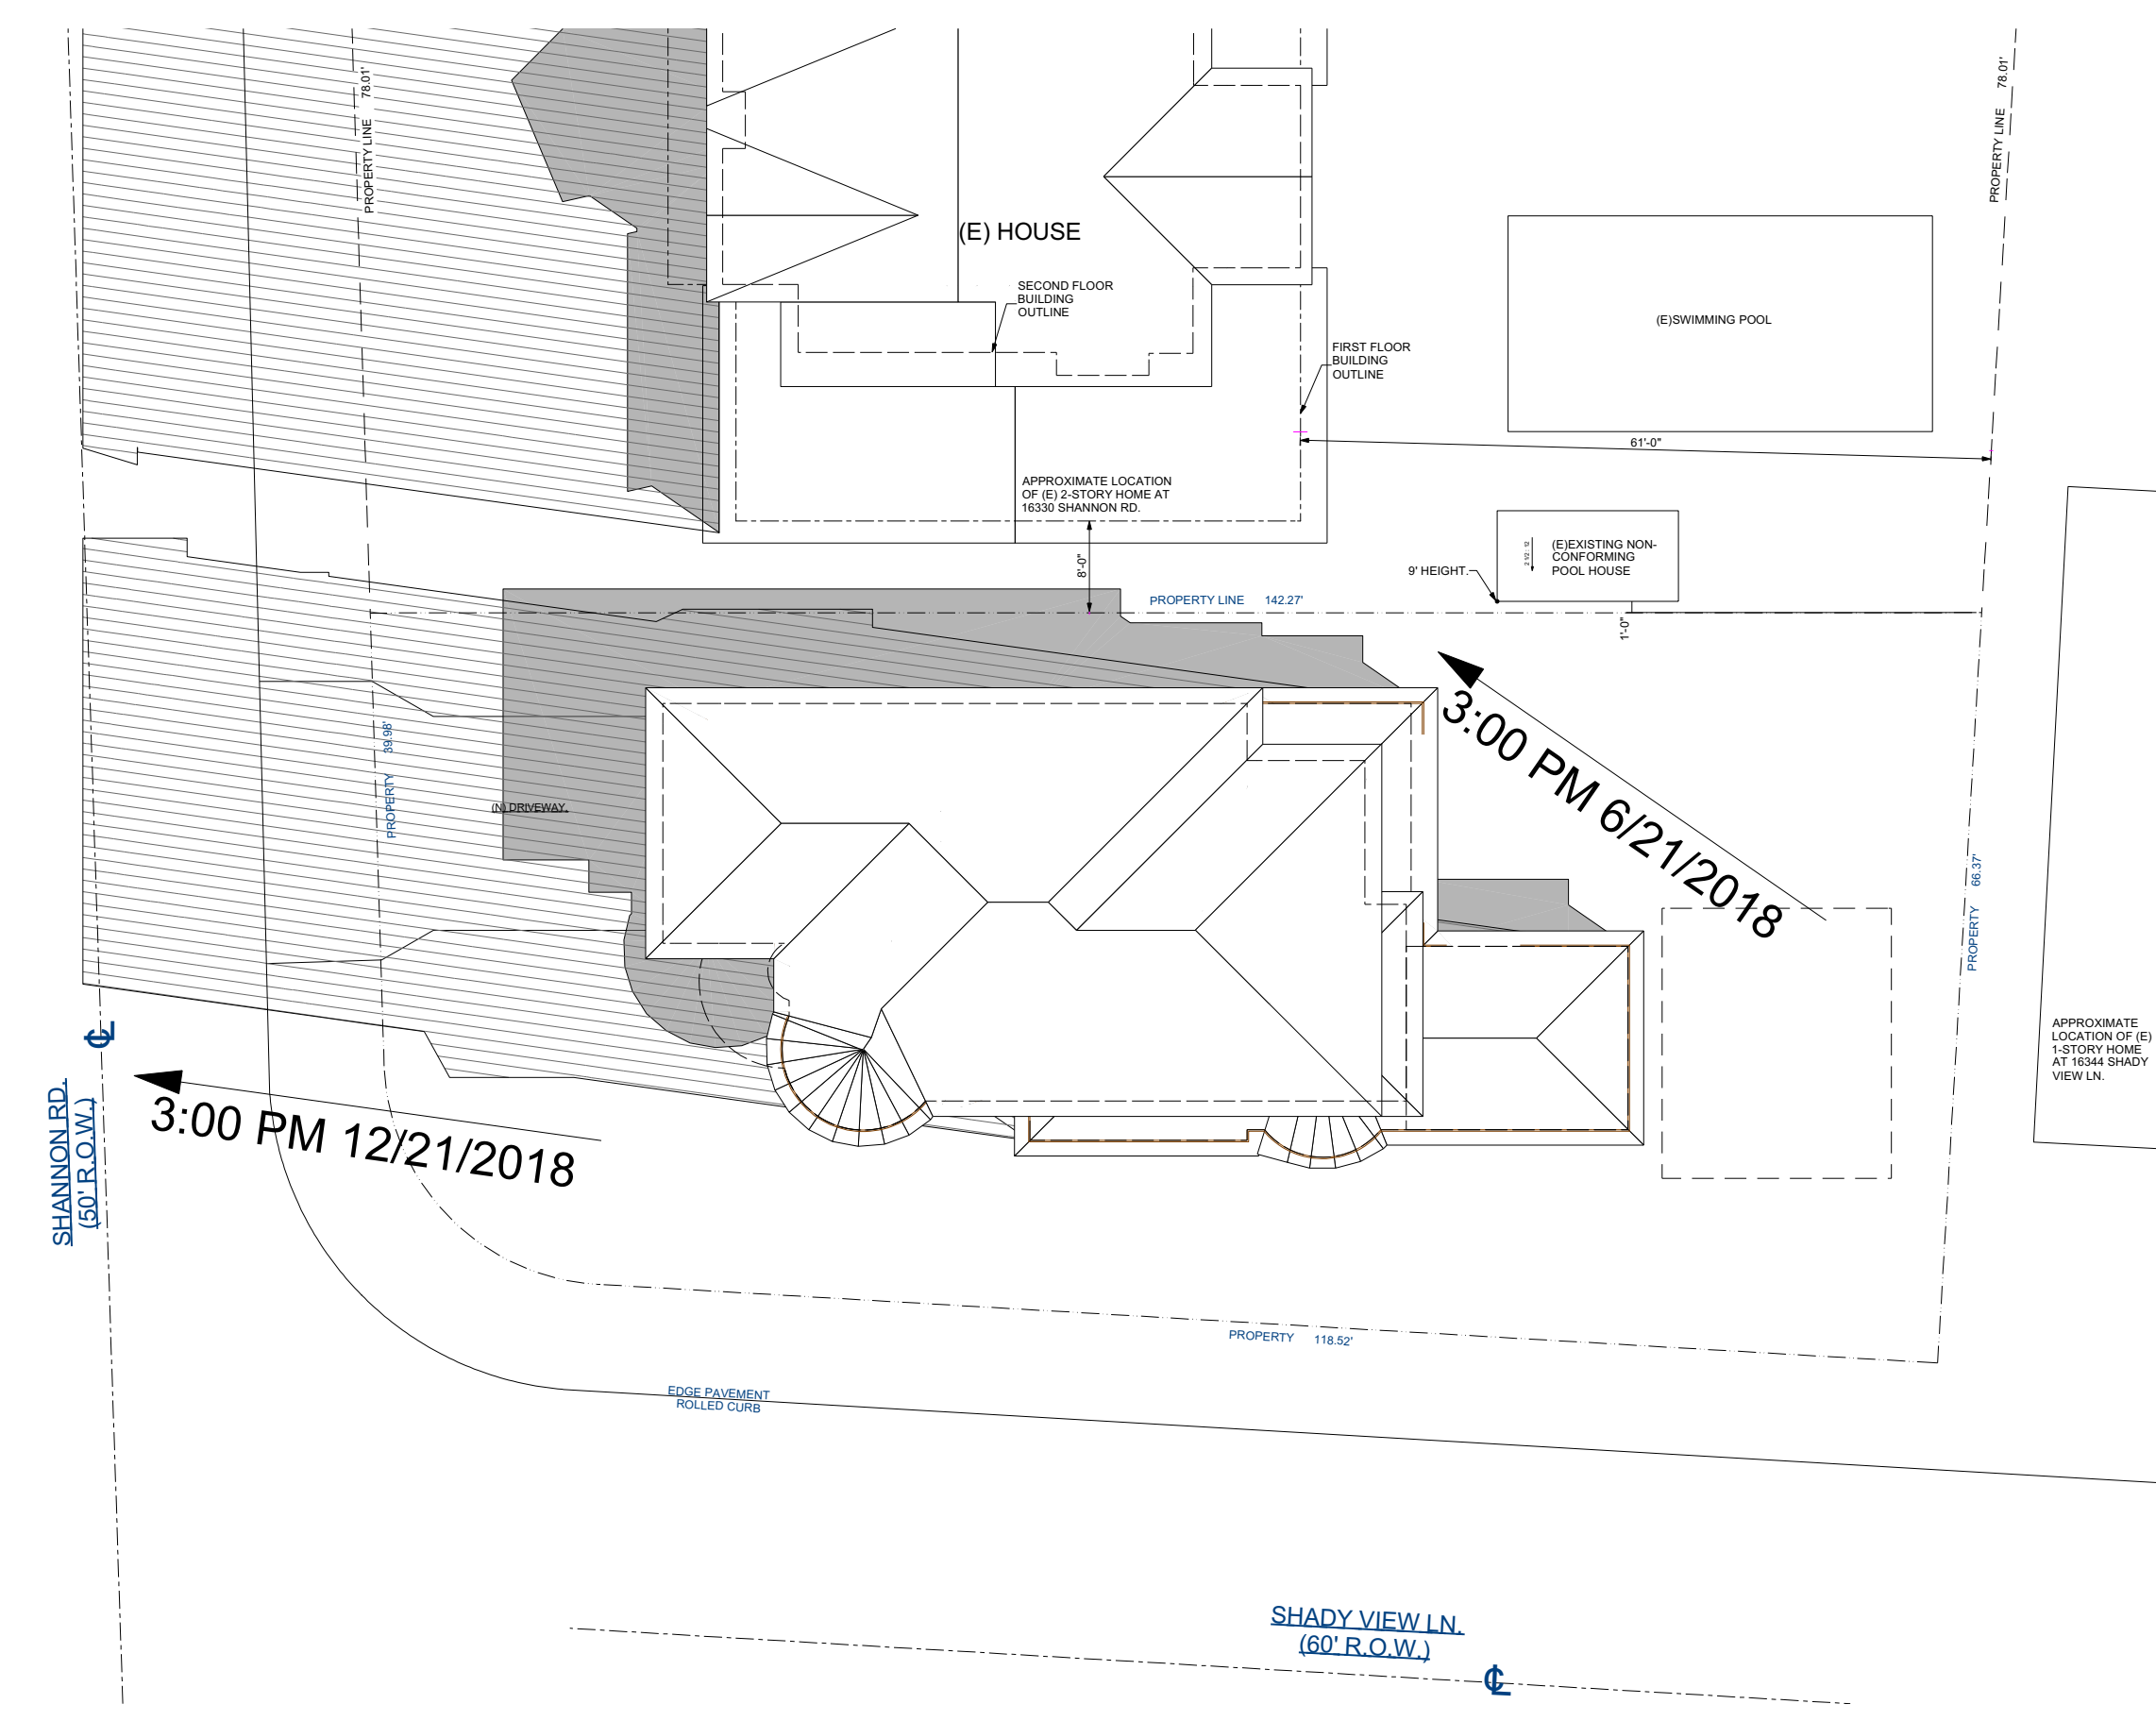 PROPERTY LINE 78.01'
PROPERTY LINE 78.01'
(E) HOUSE
SECOND FLOOR
BUILDING
OUTLINE
(E)SWIMMING POOL
FIRST FLOOR
BUILDING
OUTLINE
61'-0"
APPROXIMATE LOCATION
OF (E) 2-STORY HOME AT
16330 SHANNON RD.
8'-0"
2 1/2 : 12
(E)EXISTING NON-
CONFORMING
POOL HOUSE
9' HEIGHT.
PROPERTY LINE 142.27'
1'-0"
3:00 PM 6/21/2018
PROPERTY 39.98'
(N) DRIVEWAY.
PROPERTY 66.37'
APPROXIMATE
LOCATION OF (E)
1-STORY HOME
AT 16344 SHADY
VIEW LN.
℄
SHANNON RD.
(50' R.O.W.)
3:00 PM 12/21/2018
PROPERTY 118.52'
EDGE PAVEMENT
ROLLED CURB
SHADY VIEW LN.
(60' R.O.W.)
℄